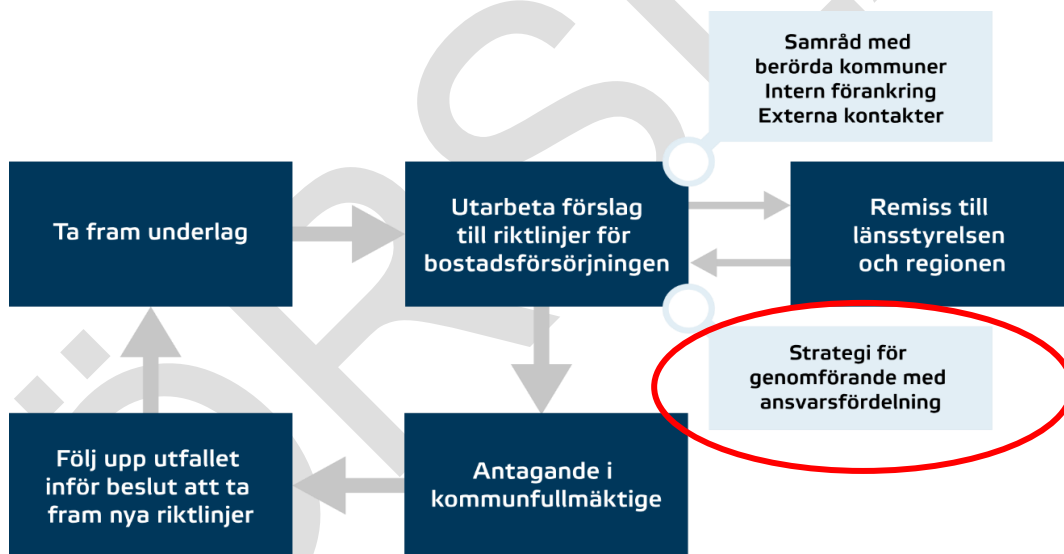 Samråd med
berörda kommuner
Intern förankring
Externa kontakter
Ta fram underlag
Utarbeta förslag
till riktlinjer för
bostadsförsörjningen
Remiss till
länsstyrelsen
och regionen
Strategi för
genomförande med
ansvarsfördelning
Följ upp utfallet
inför beslut att ta
fram nya riktlinjer
Antagande i
kommunfullmäktige